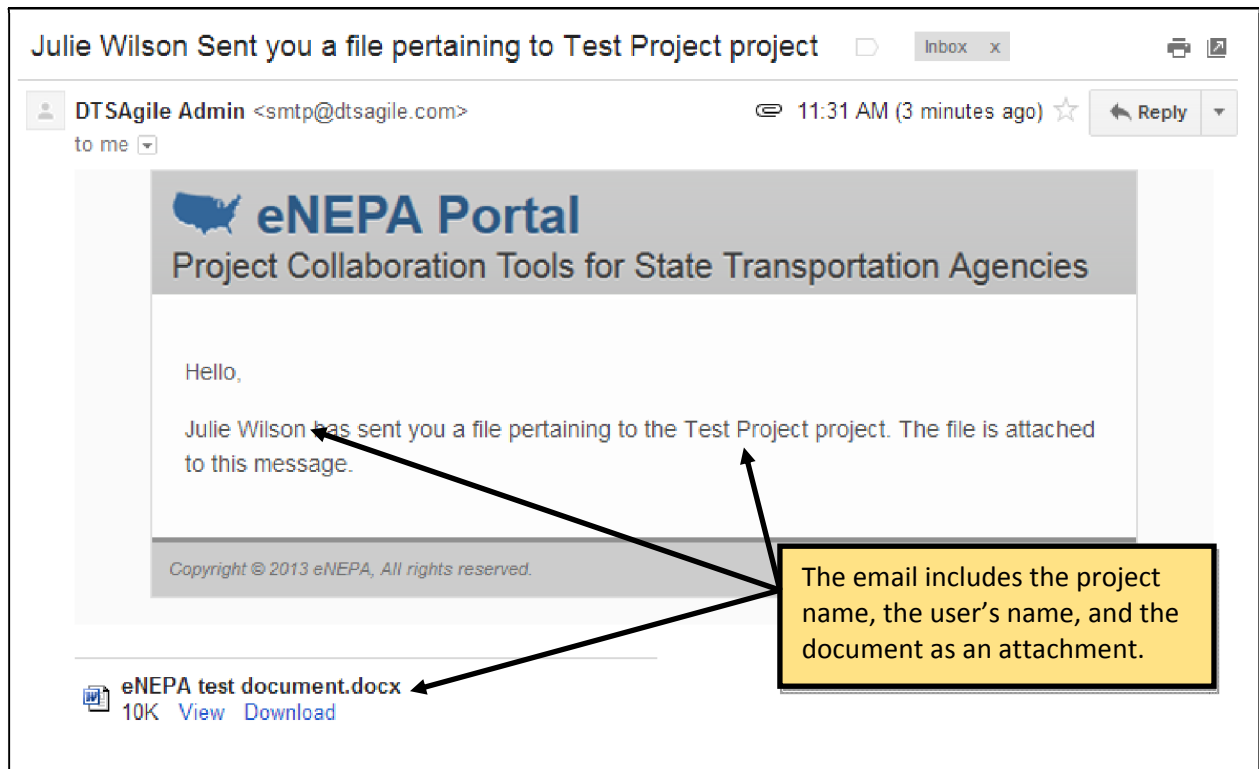 Julie Wilson Sent you a file pertaining to Test Project project Inbox x
DTSAgile Admin <smtp@dtsagile.com> 11:31 AM (3 minutes ago) Reply
to me
eNEPA Portal
Project Collaboration Tools for State Transportation Agencies
Hello,
Julie Wilson has sent you a file pertaining to the Test Project project. The file is attached
to this message.
Copyright © 2013 eNEPA, All rights reserved.
The email includes the project
name, the user’s name, and the
document as an attachment.
eNEPA test document.docx
10K View Download